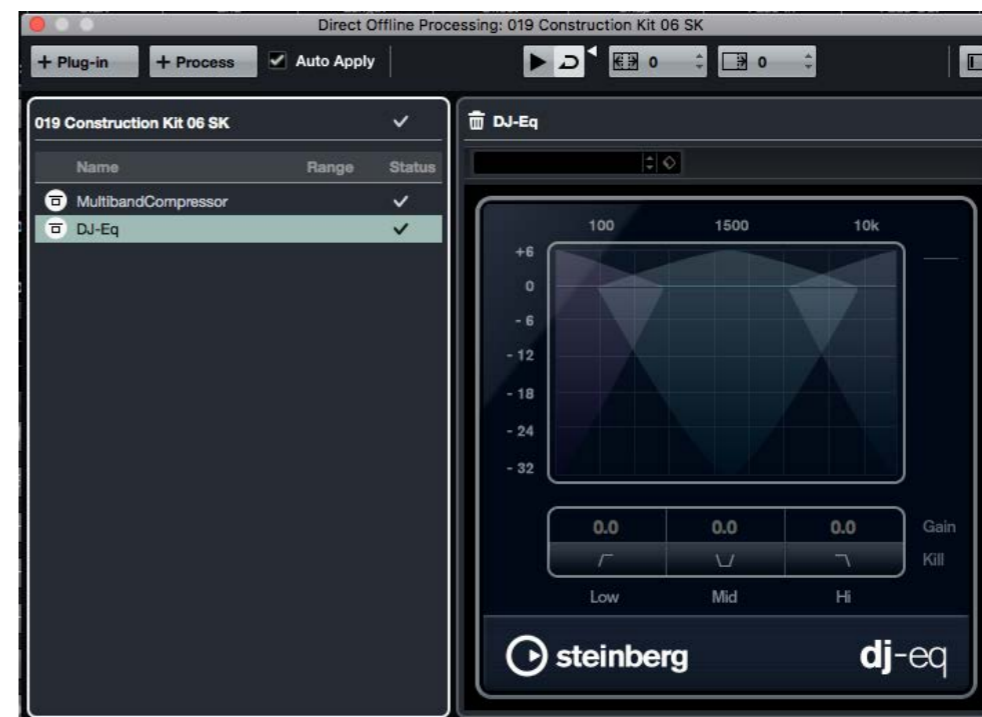 Direct Offline Processing: 019 Construction Kit 06 SK
+ Plug-in + Process Auto Apply 0 0
019 Construction Kit 06 SK
Name Range Status
MultibandCompressor
DJ-Eq
DJ-Eq
100 1500 10k
+6
0
- 6
- 12
- 18
- 24
- 32
0.0 0.0 0.0 Gain
Kill
Low Mid Hi
steinberg dj-eq